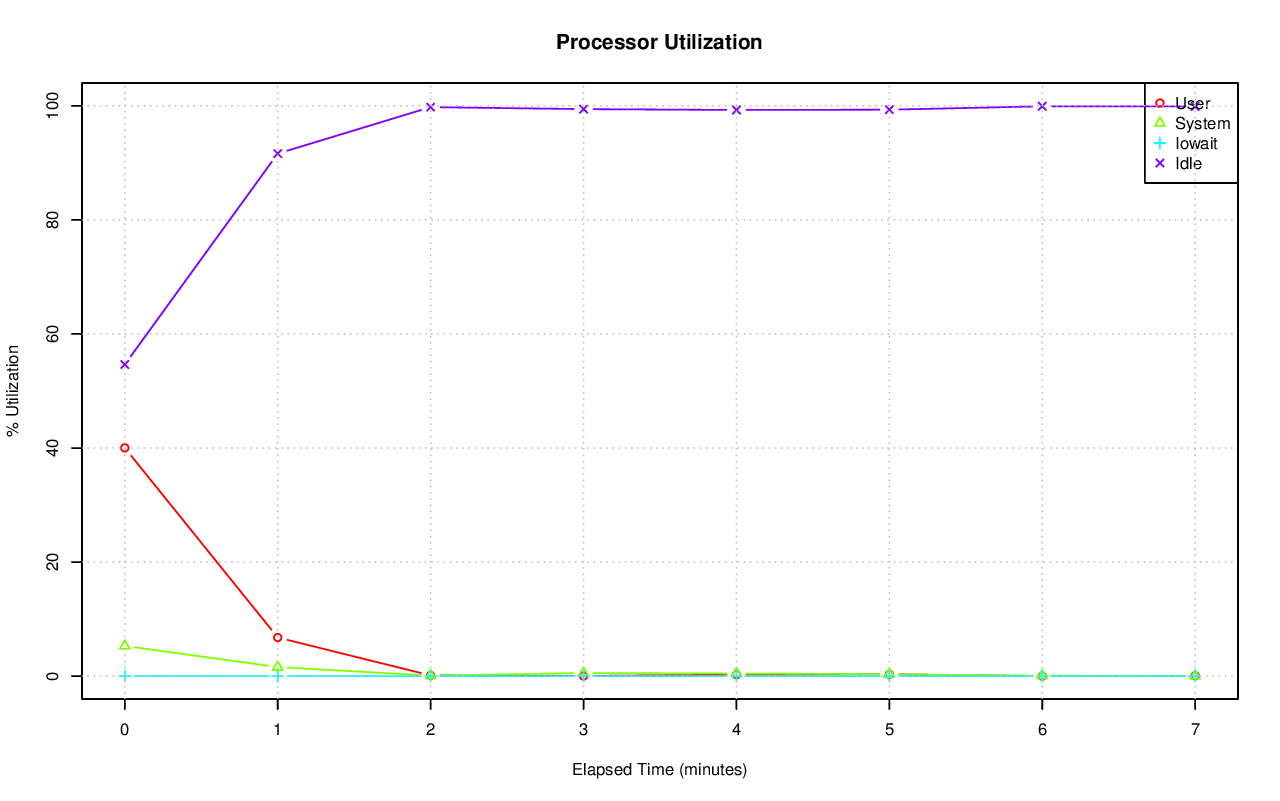 Processor Utilization
% Utilization
100
80
60
40
20
0
User
System
Iowait
Idle
0 1 2 3 4 5 6 7
Elapsed Time (minutes)